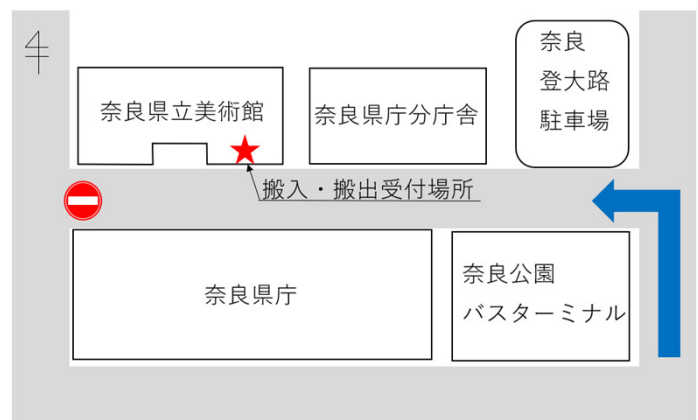 奈良県立美術館
奈良県庁分庁舎
奈良
登大路
駐車場
搬入・搬出受付場所
奈良県庁
奈良公園
バスターミナル